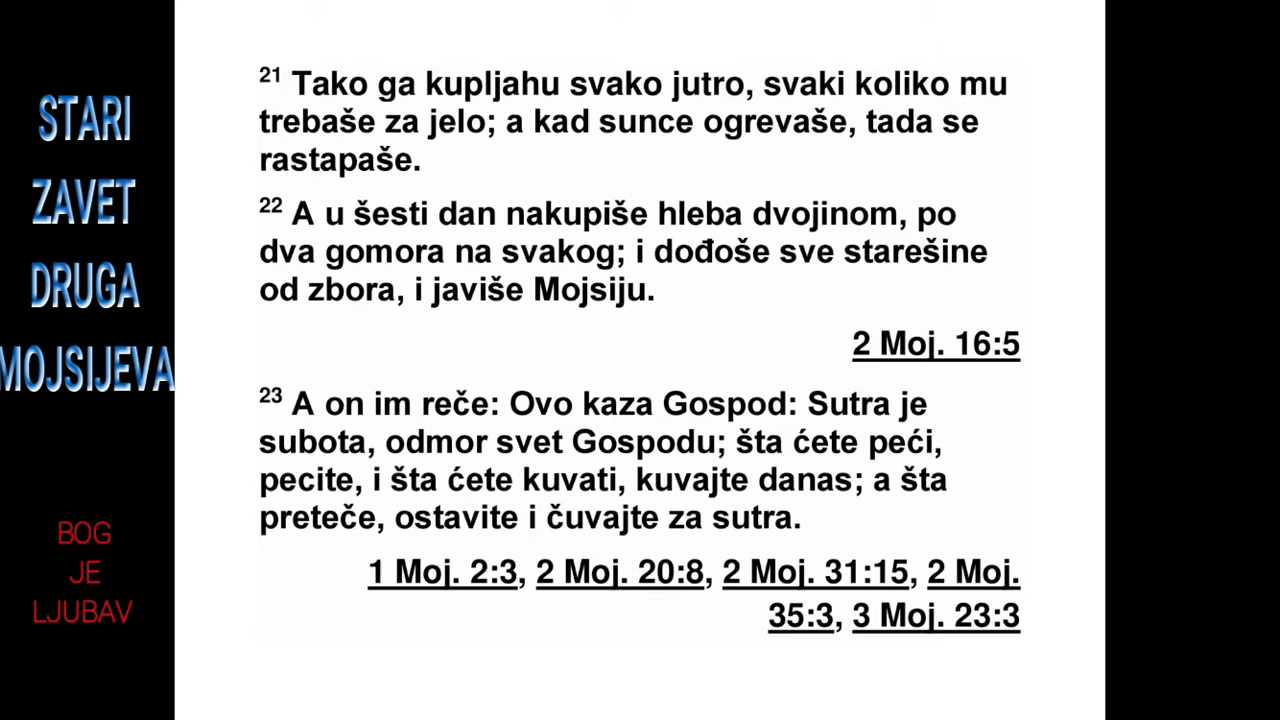 STARI
ZAVET
DRUGA
MOJSIJEVA
BOG
JE
LJUBAV
21 Tako ga kupljahu svako jutro, svaki koliko mu
trebaše za jelo; a kad sunce ogrevaše, tada se
rastapaše.
22 A u šesti dan nakupiše hleba dvojinom, po
dva gomora na svakog; i dođoše sve starešine
od zbora, i javiše Mojsiju.
2 Moj. 16:5
23 A on im reče: Ovo kaza Gospod: Sutra je
subota, odmor svet Gospodu; šta ćete peći,
pecite, i šta ćete kuvati, kuvajte danas; a šta
preteče, ostavite i čuvajte za sutra.
1 Moj. 2:3, 2 Moj. 20:8, 2 Moj. 31:15, 2 Moj.
35:3, 3 Moj. 23:3